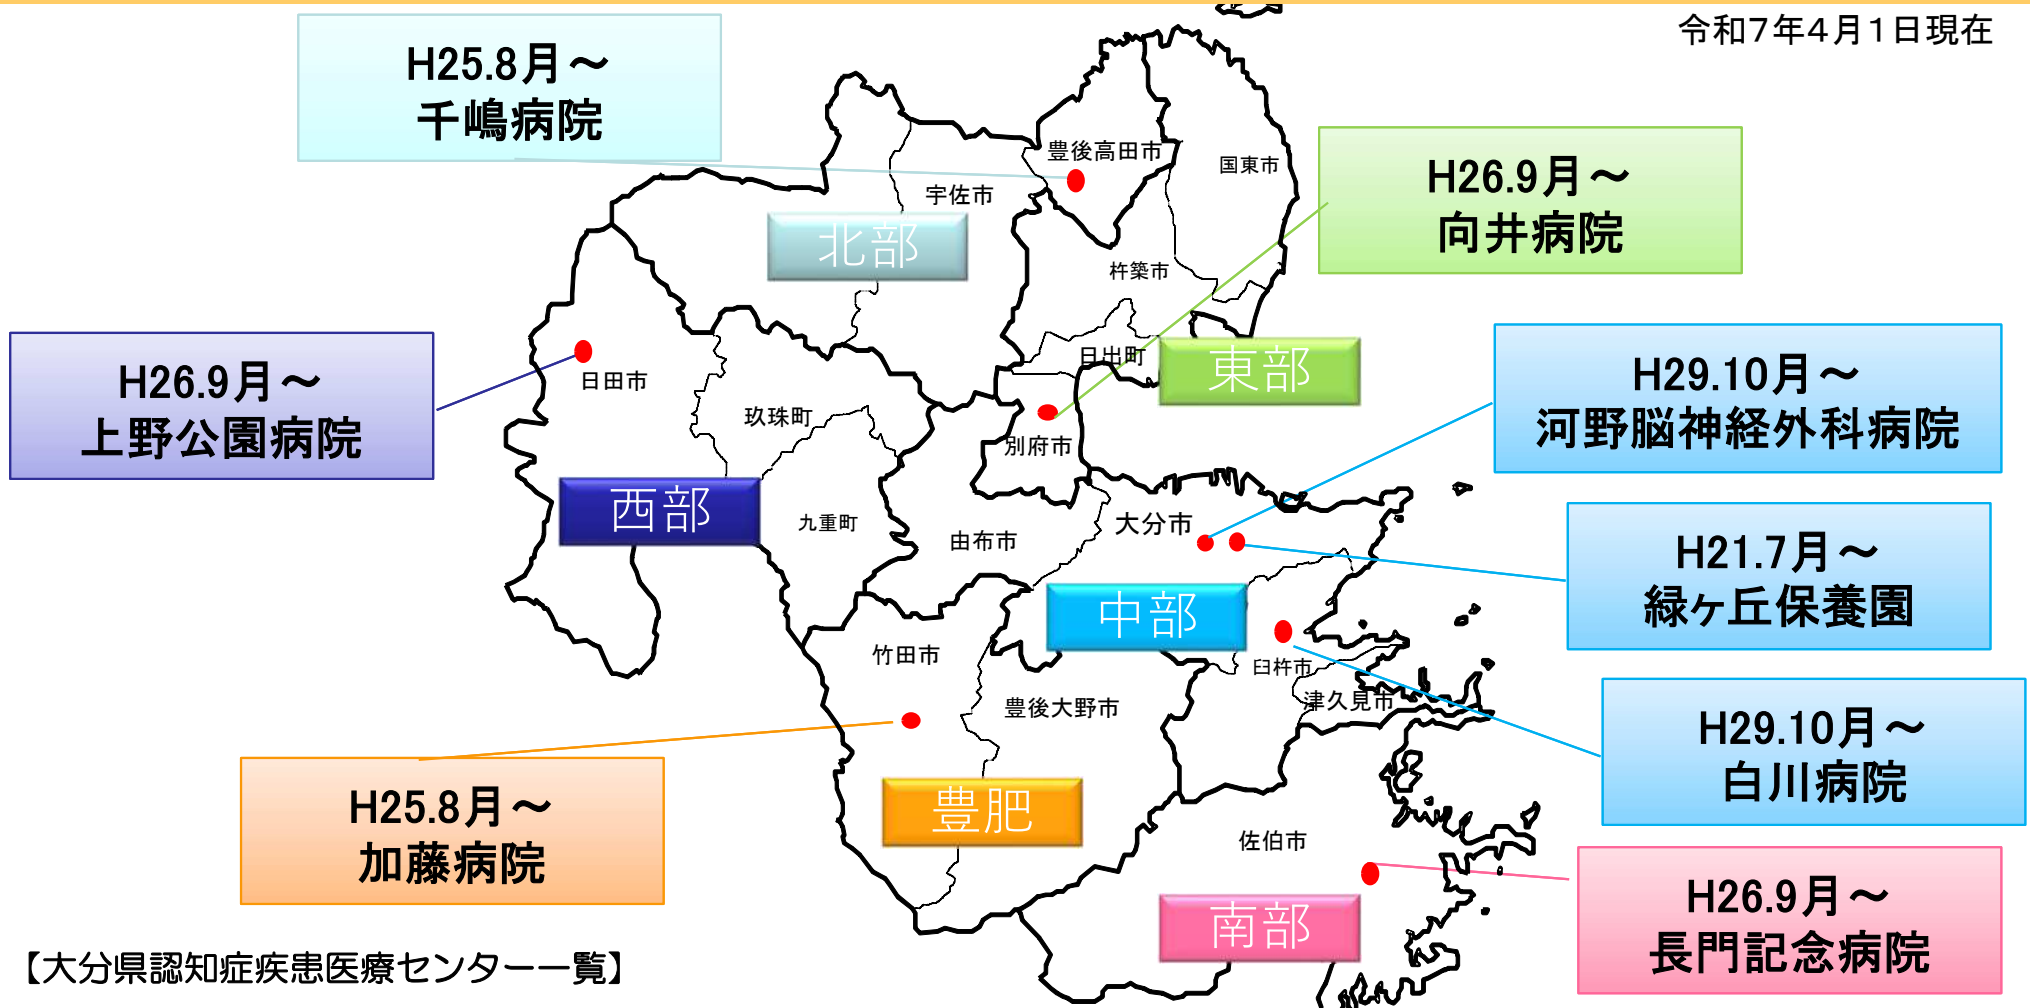 令和7年4月1日現在
H25.8月～
千嶋病院
豊後高田市
国東市
宇佐市
H26.9月～
向井病院
北部
杵築市
日出町
東部
H26.9月～
上野公園病院
日田市
玖珠町
別府市
H29.10月～
河野脳神経外科病院
西部
九重町
由布市
大分市
H21.7月～
緑ヶ丘保養園
中部
竹田市
臼杵市
津久見市
豊後大野市
H29.10月～
白川病院
H25.8月～
加藤病院
豊肥
佐伯市
H26.9月～
長門記念病院
南部
【大分県認知症疾患医療センター一覧】